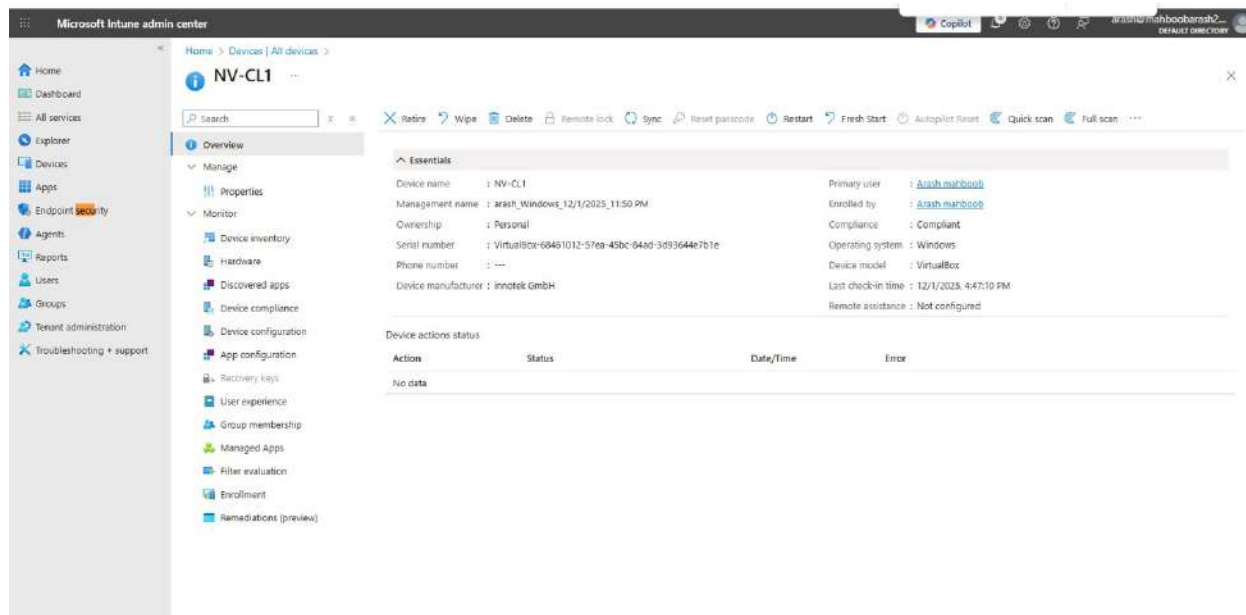 Microsoft Intune admin center
Copilot
DEFAULT DIRECTORY
Home
Dashboard
All services
Explorer
Devices
Apps
Endpoint security
Agents
Reports
Users
Groups
Tenant administration
Troubleshooting + support
Home > Devices | All devices >
NV-CL1 ...
Search
Overview
Manage
Properties
Monitor
Device inventory
Hardware
Discovered apps
Device compliance
Device configuration
App configuration
Recovery keys
User experience
Group membership
Managed Apps
Filter evaluation
Enrollment
Remediations (preview)
Retire Wipe Delete Remote lock Sync Reset passcode Restart Fresh Start Autopilot Reset Quick scan Full scan ...
Essentials
Device name : NV-CL1
Management name : arash_Windows_12/1/2025_11:50 PM
Ownership : Personal
Serial number : VirtualBox-68461012-57ea-45bc-84ad-3d93644e7b1e
Phone number : ---
Device manufacturer : innotek GmbH
Primary user : Arash mahboob
Enrolled by : Arash mahboob
Compliance : Compliant
Operating system : Windows
Device model : VirtualBox
Last check-in time : 12/1/2025, 4:47:10 PM
Remote assistance : Not configured
Device actions status
Action Status Date/Time Error
No data